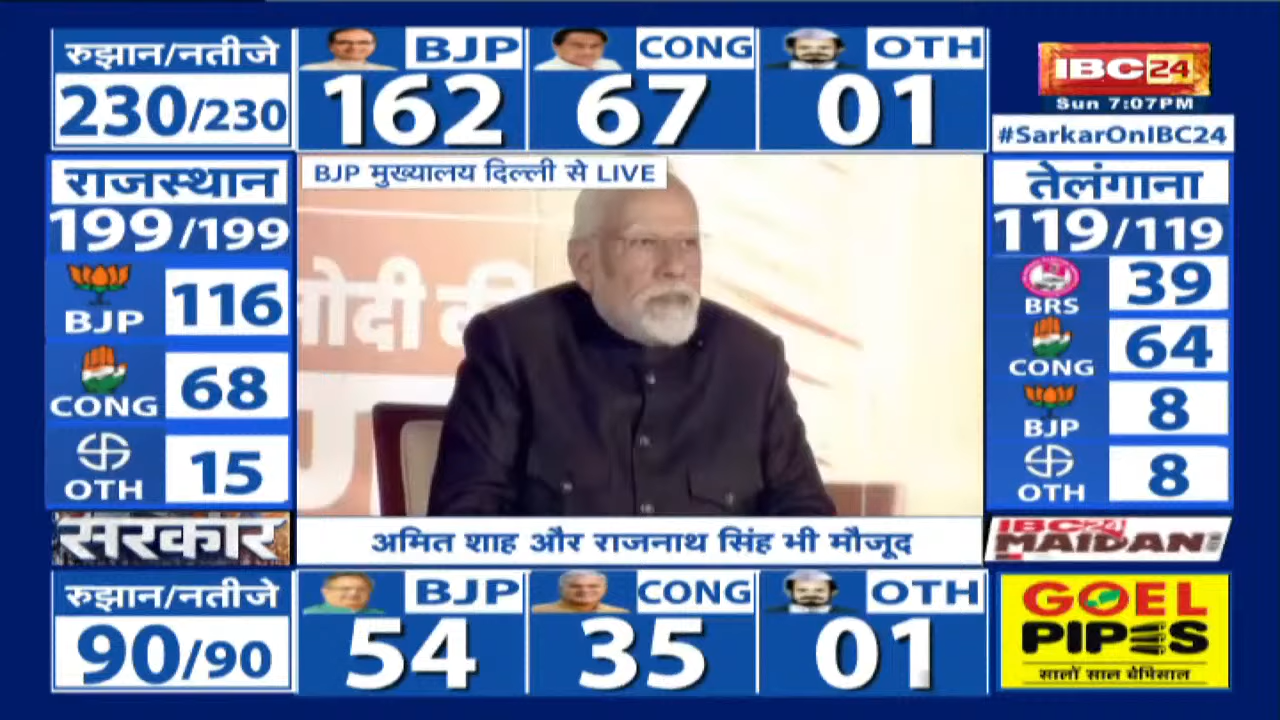 रुझान/नतीजे
230/230
BJP
162
CONG
67
OTH
01
IBC24
Sun 7:07PM
#SarkarOnIBC24
राजस्थान
199/199
BJP
116
CONG
68
OTH
15
सरकार
BJP मुख्यालय दिल्ली से LIVE
मोदी की
अमित शाह और राजनाथ सिंह भी मौजूद
तेलंगाना
119/119
BRS
39
CONG
64
BJP
8
OTH
8
IBC24
MAIDAN
रुझान/नतीजे
90/90
BJP
54
CONG
35
OTH
01
GOEL
PIPES
सालों साल बेमिसाल